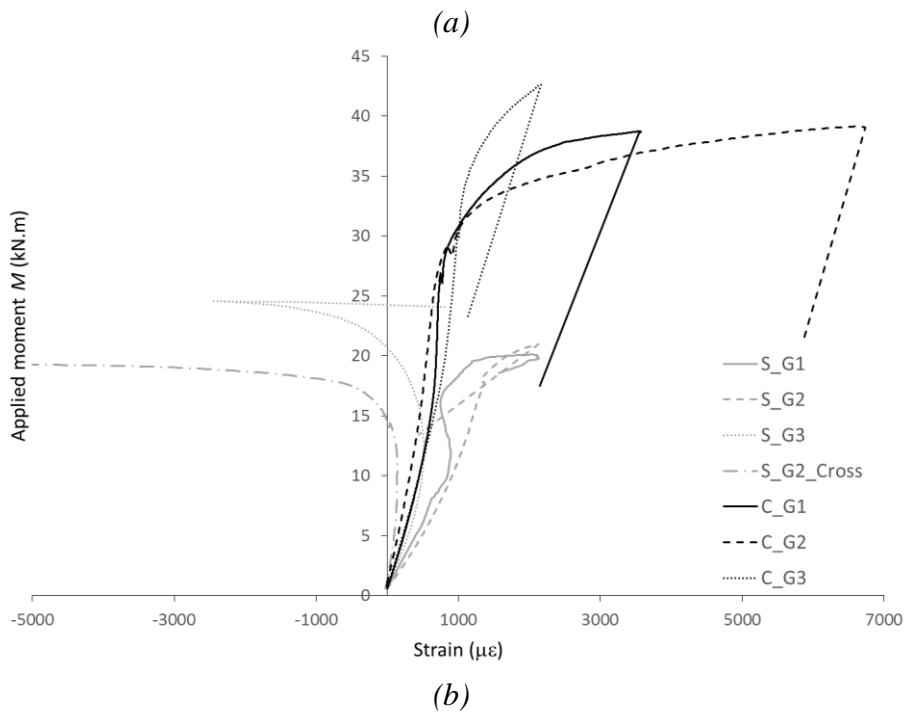 (a)
45
40
35
30
25
20
15
10
5
0
Applied moment M (kN.m)
S_G1
S_G2
S_G3
S_G2_Cross
C_G1
C_G2
C_G3
-5000 -3000 -1000 1000 3000 5000 7000
Strain (με)
(b)